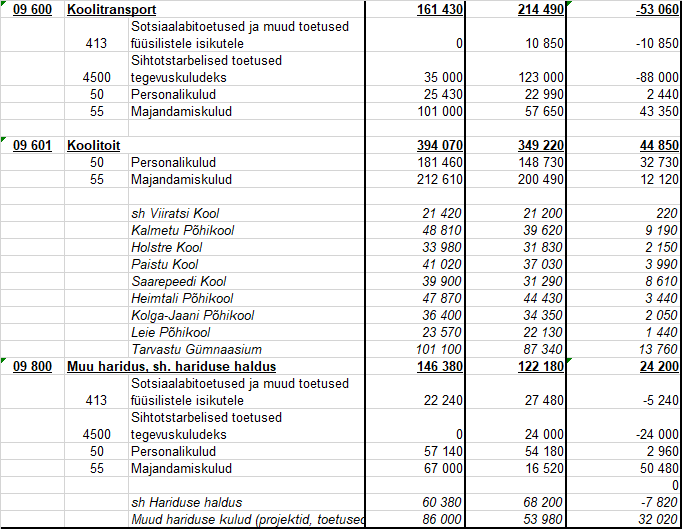 09 600 Koolitransport 161 430 214 490 -53 060
Sotsiaalabitoetused ja muud toetused
413 füüsilistele isikutele 0 10 850 -10 850
Sihtotstarbelised toetused
4500 tegevuskuludeks 35 000 123 000 -88 000
50 Personalikulud 25 430 22 990 2 440
55 Majandamiskulud 101 000 57 650 43 350
09 601 Koolitoit 394 070 349 220 44 850
50 Personalikulud 181 460 148 730 32 730
55 Majandamiskulud 212 610 200 490 12 120
sh Viiratsi Kool 21 420 21 200 220
Kalmetu Põhikool 48 810 39 620 9 190
Holstre Kool 33 980 31 830 2 150
Paistu Kool 41 020 37 030 3 990
Saarepeedi Kool 39 900 31 290 8 610
Heimtali Põhikool 47 870 44 430 3 440
Kolga-Jaani Põhikool 36 400 34 350 2 050
Leie Põhikool 23 570 22 130 1 440
Tarvastu Gümnaasium 101 100 87 340 13 760
09 800 Muu haridus, sh. hariduse haldus 146 380 122 180 24 200
Sotsiaalabitoetused ja muud toetused
413 füüsilistele isikutele 22 240 27 480 -5 240
Sihtotstarbelised toetused
4500 tegevuskuludeks 0 24 000 -24 000
50 Personalikulud 57 140 54 180 2 960
55 Majandamiskulud 67 000 16 520 50 480
0
sh Hariduse haldus 60 380 68 200 -7 820
Muud hariduse kulud (projektid, toetused 86 000 53 980 32 020